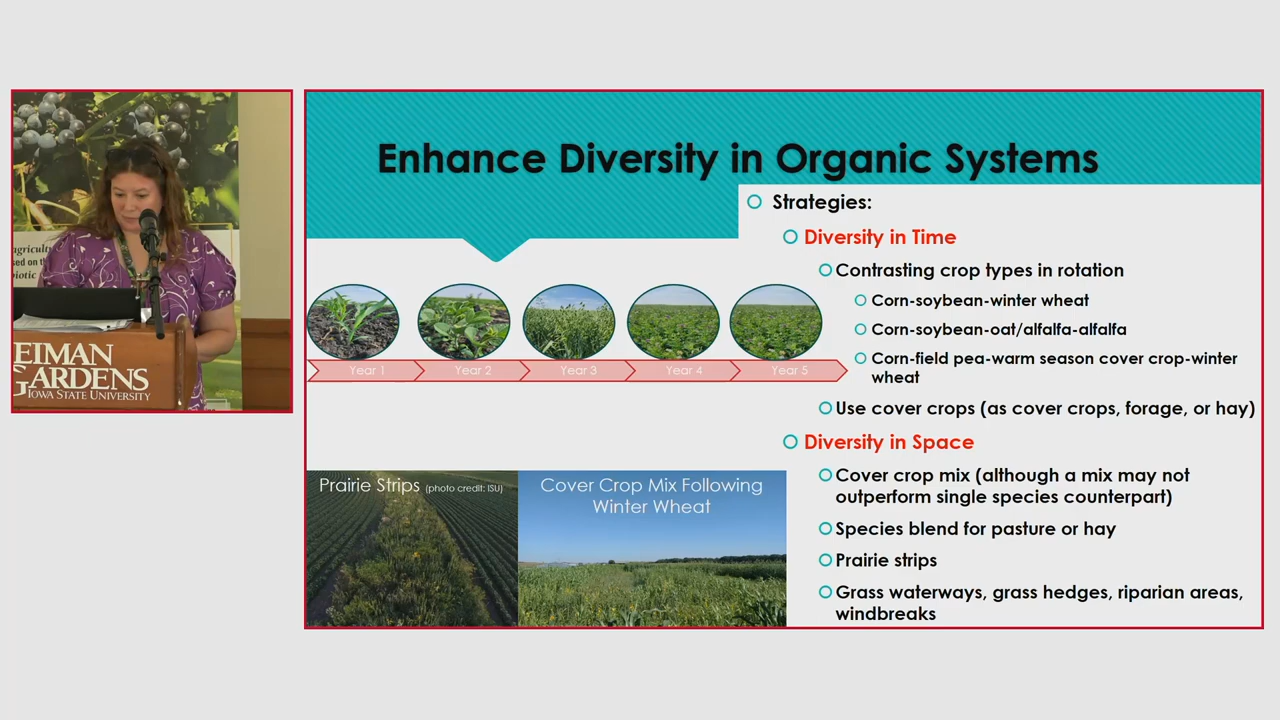 agricultu
sed on th
biotic
EIMAN
GARDENS
IOWA STATE UNIVERSITY
Enhance Diversity in Organic Systems
Strategies:
Diversity in Time
Contrasting crop types in rotation
Corn-soybean-winter wheat
Corn-soybean-oat/alfalfa-alfalfa
Corn-field pea-warm season cover crop-winter
wheat
Use cover crops (as cover crops, forage, or hay)
Diversity in Space
Cover crop mix (although a mix may not
outperform single species counterpart)
Species blend for pasture or hay
Prairie strips
Grass waterways, grass hedges, riparian areas,
windbreaks
Year 1
Year 2
Year 3
Year 4
Year 5
Prairie Strips (photo credit: ISU)
Cover Crop Mix Following
Winter Wheat